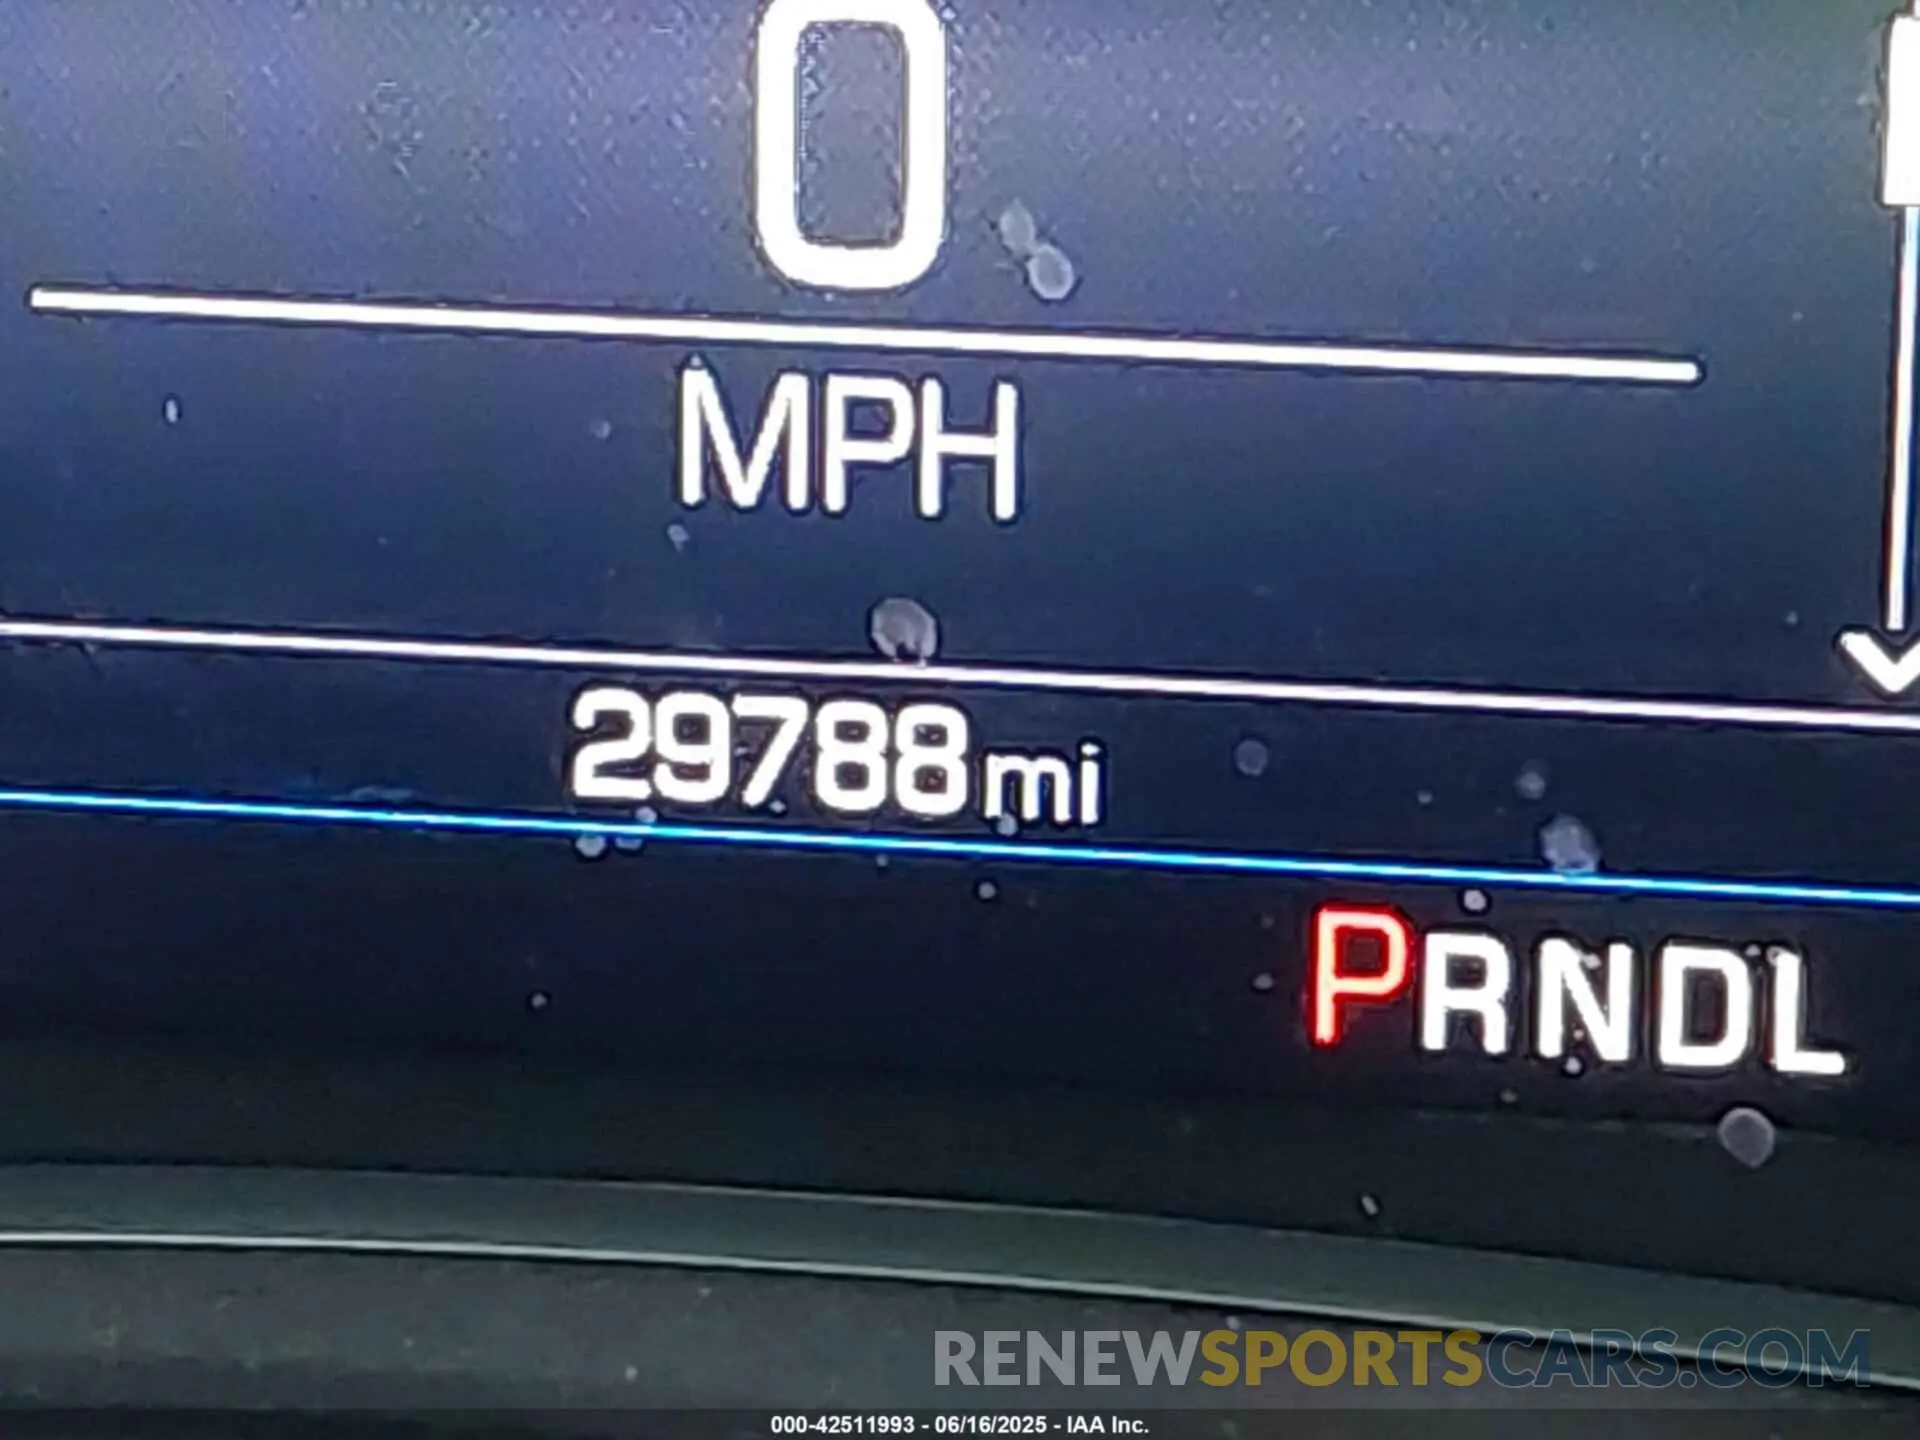 0
MPH
29788 mi
PRNDL
RENEWSPORTSCARS.COM
000-42511993 - 06/16/2025 - IAA Inc.